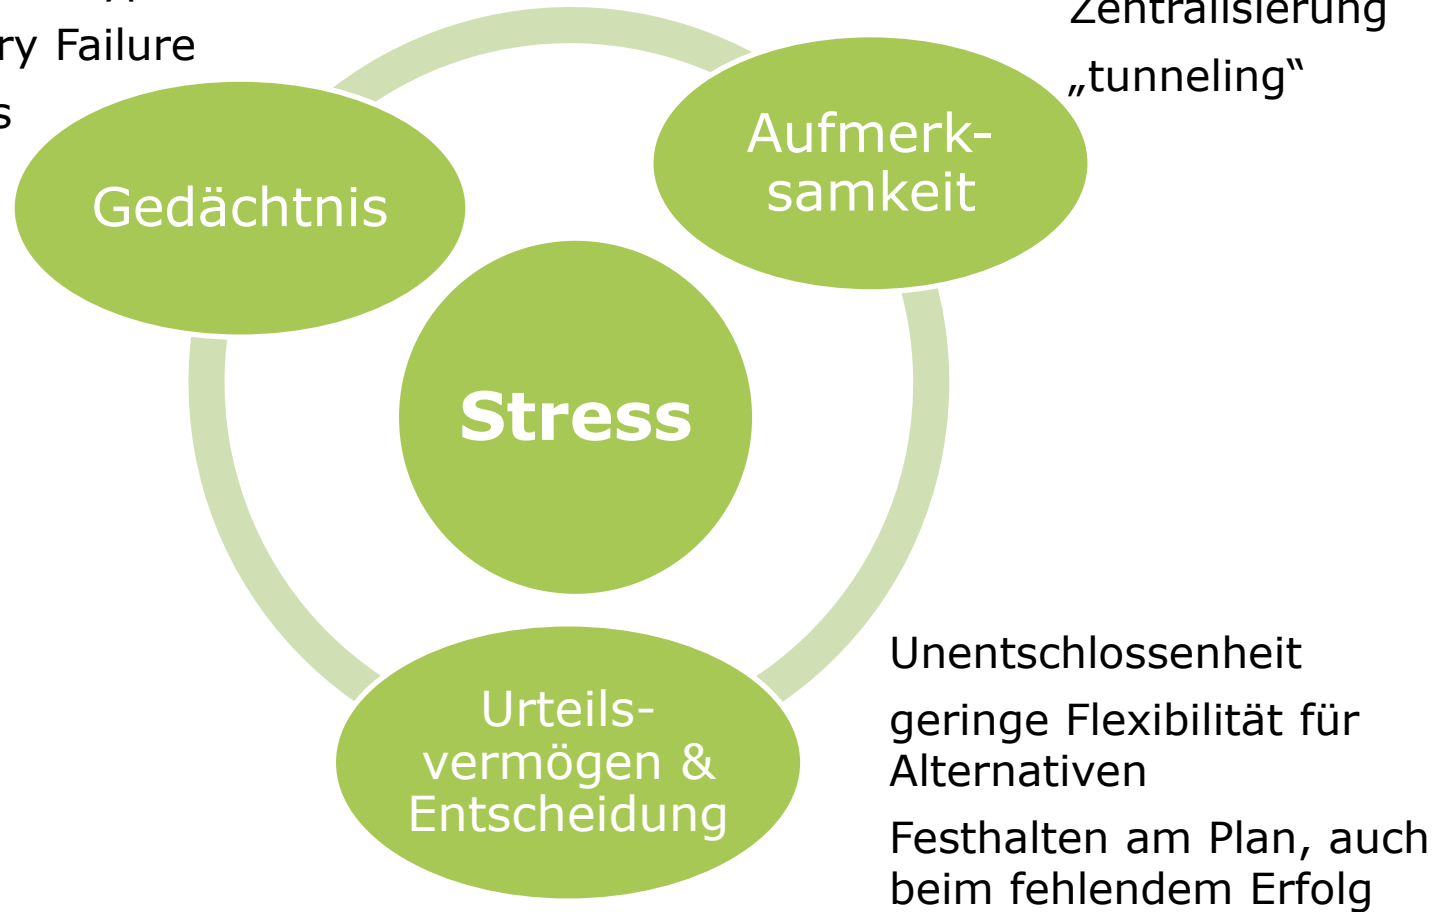 ry Failure
s
Gedächtnis
Zentralisierung
„tunneling“
Aufmerk-
samkeit
Stress
Urteils-
vermögen &
Entscheidung
Unentschlossenheit
geringe Flexibilität für
Alternativen
Festhalten am Plan, auch
beim fehlendem Erfolg